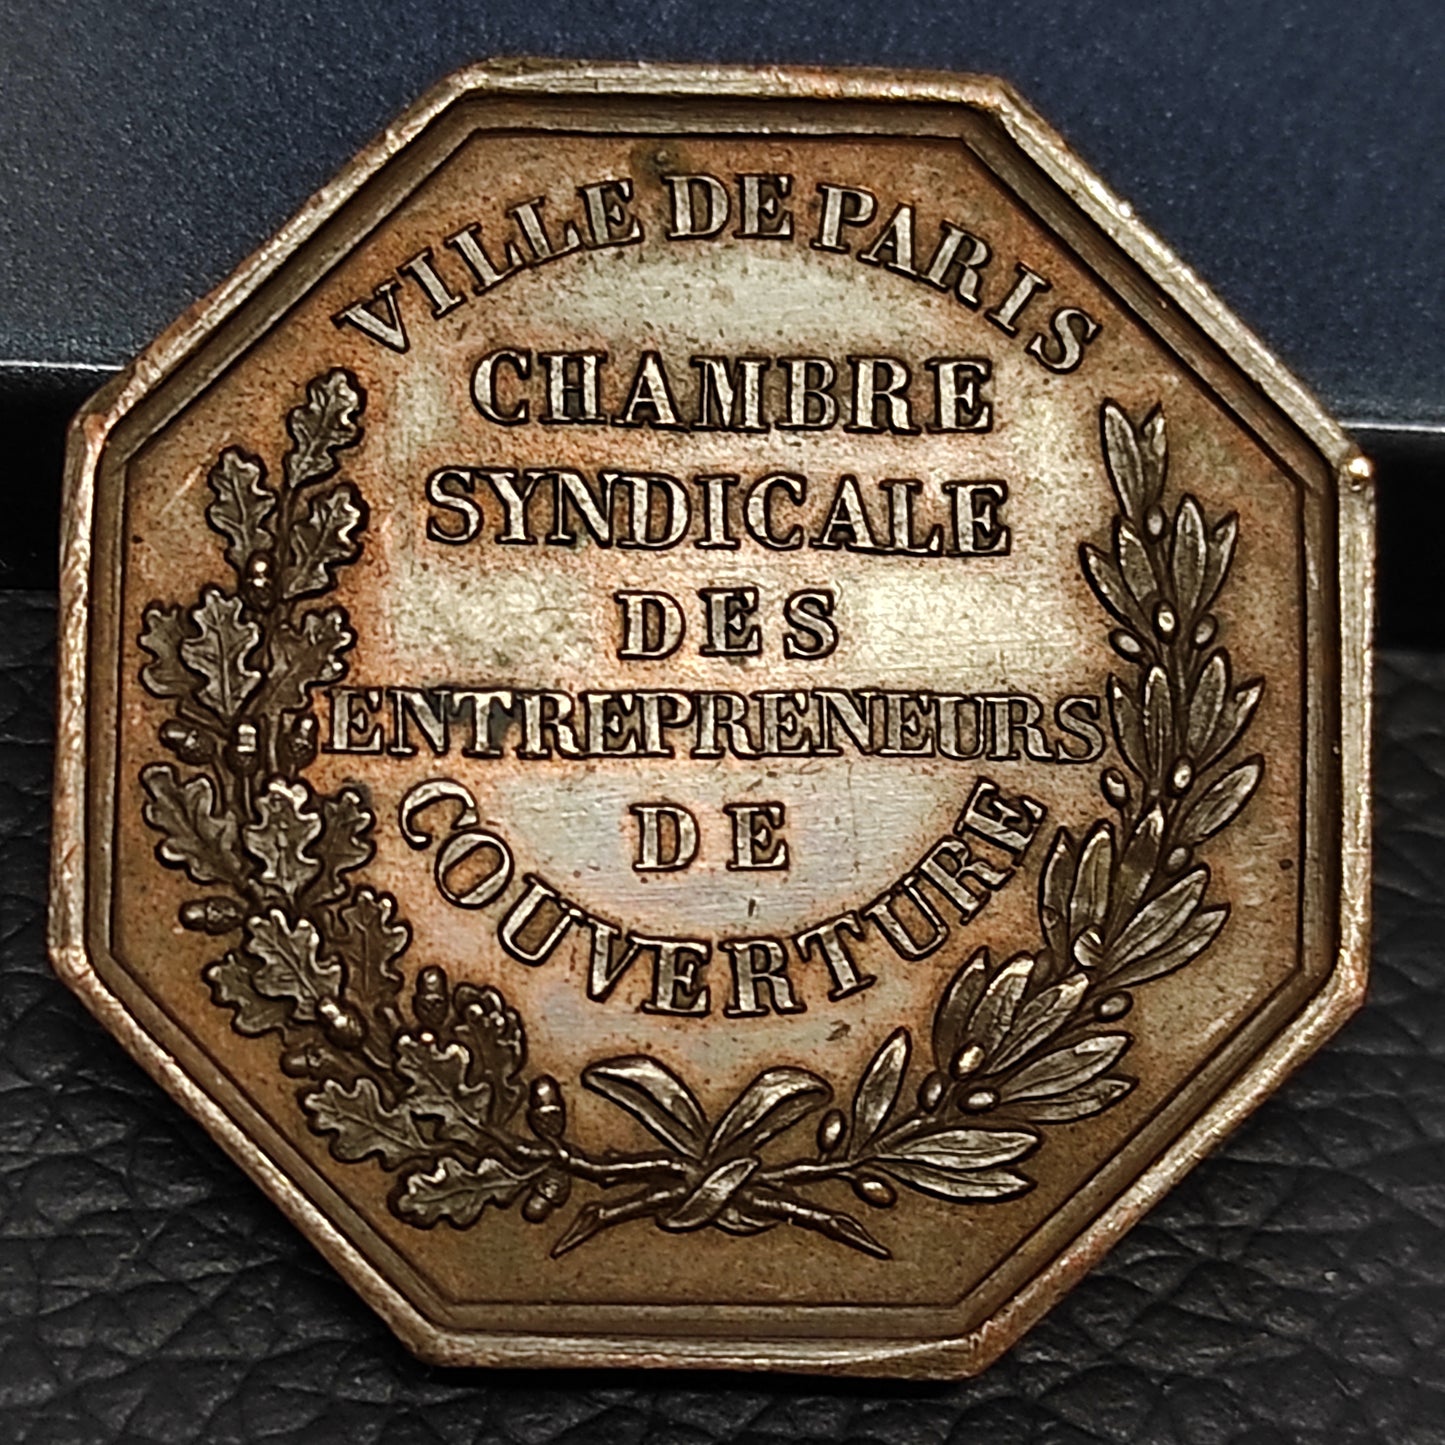 VILLE DE PARIS
CHAMBRE
SYNDICALE
DES
ENTREPRENEURS
DE
COUVERTURE